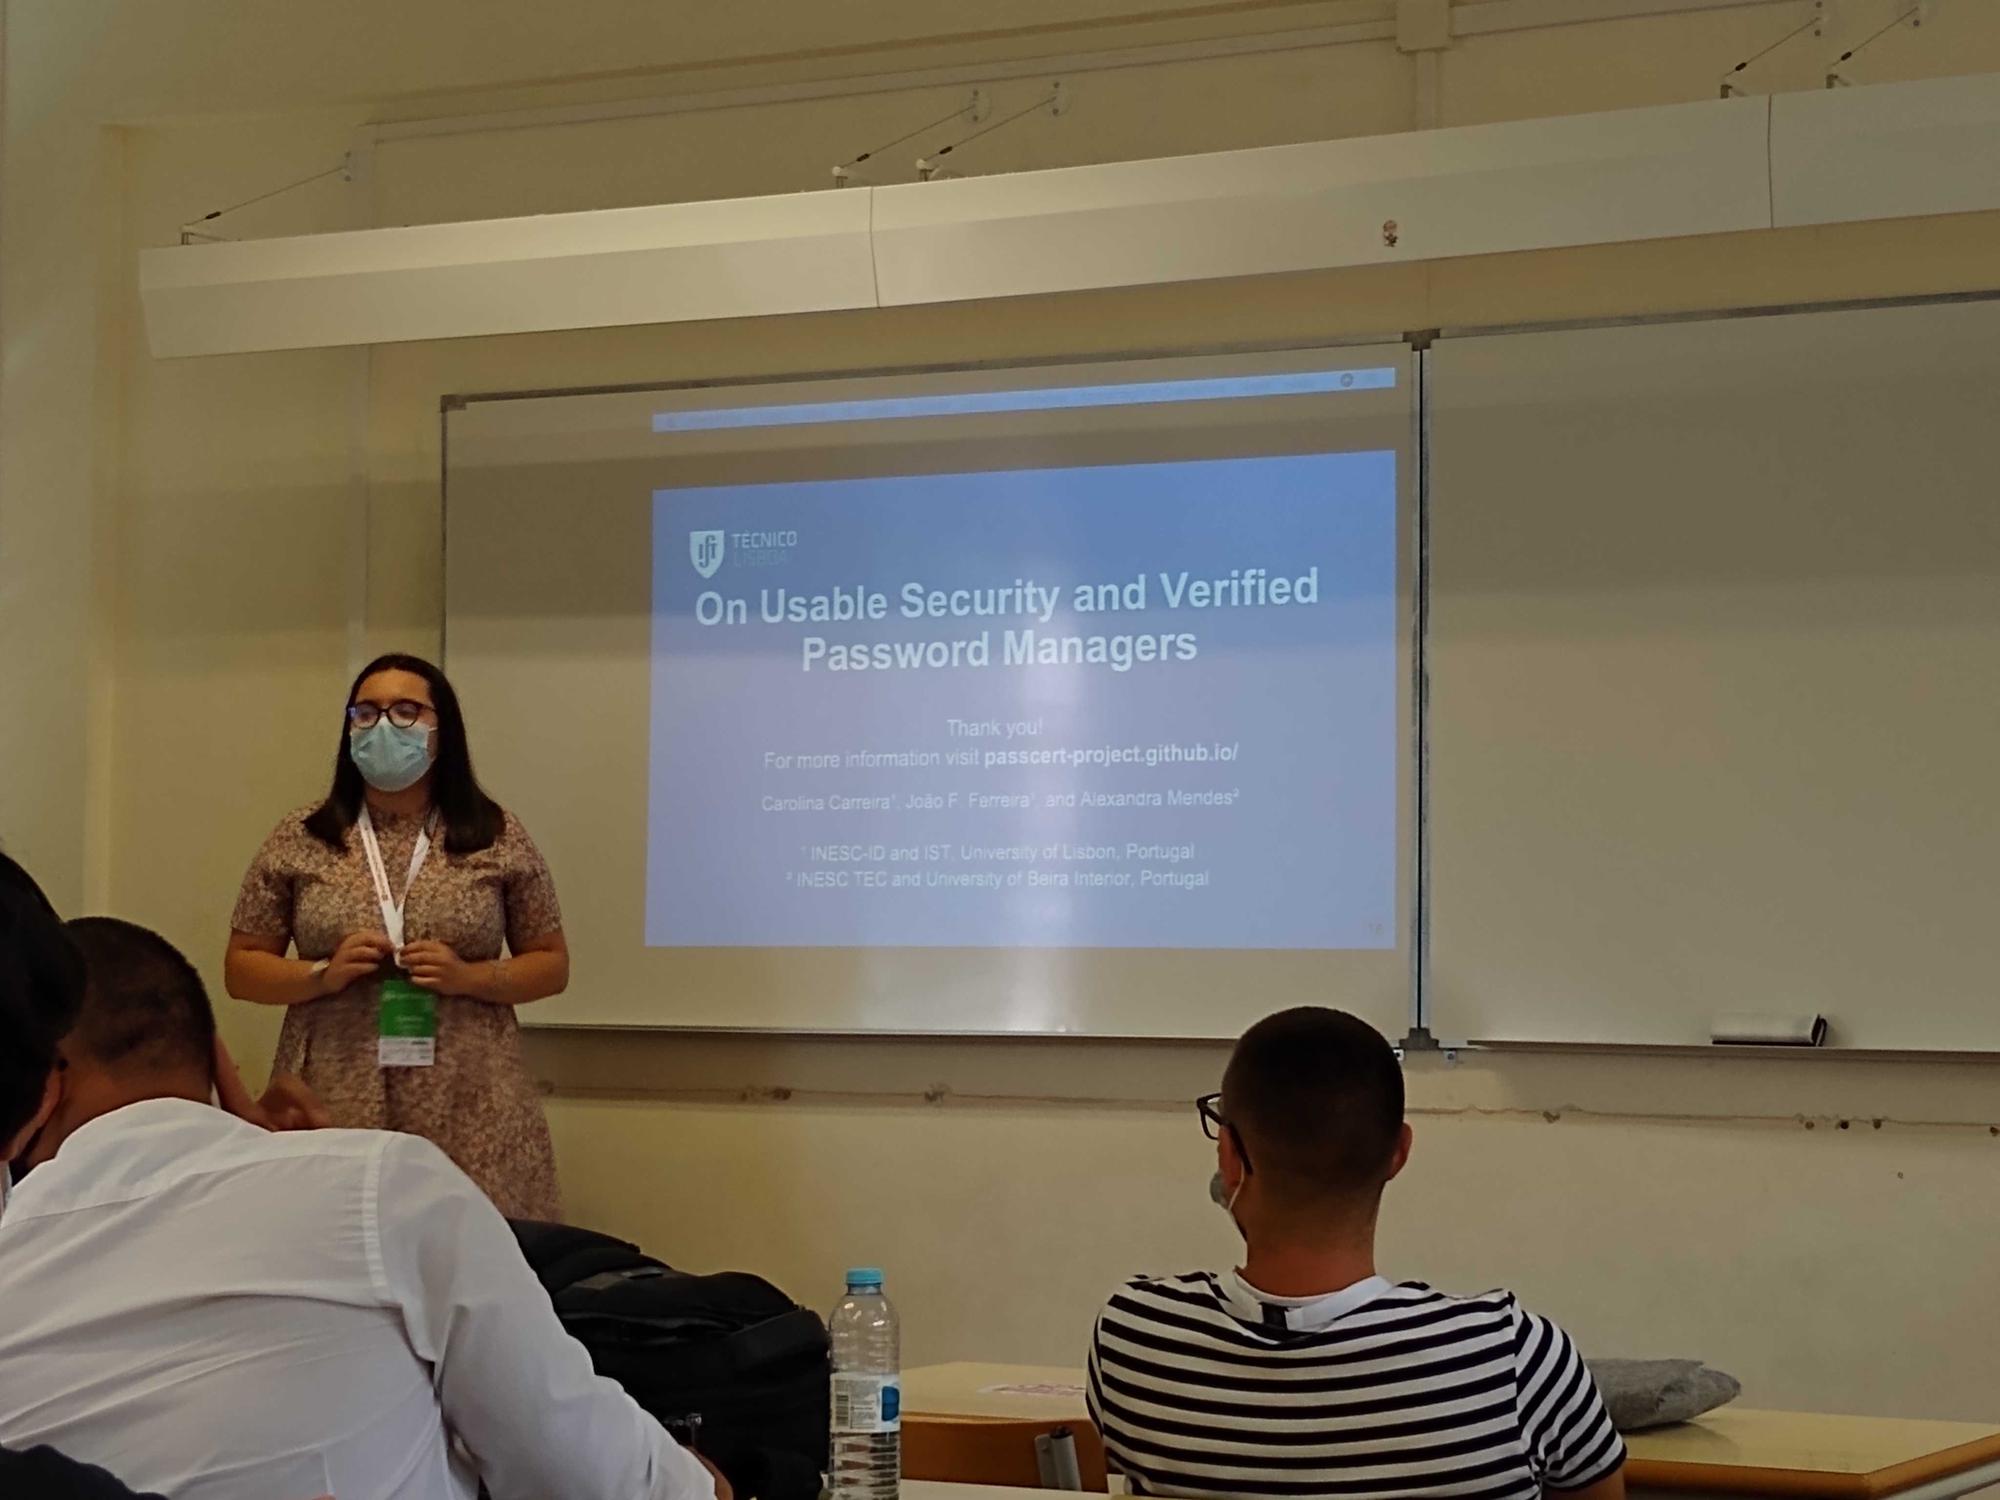 TÉCNICO
LISBOA
On Usable Security and Verified
Password Managers
Thank you!
For more information visit passcert-project.github.io/
Carolina Carreira¹, João F. Ferreira¹, and Alexandra Mendes²
¹ INESC-ID and IST, University of Lisbon, Portugal
² INESC TEC and University of Beira Interior, Portugal